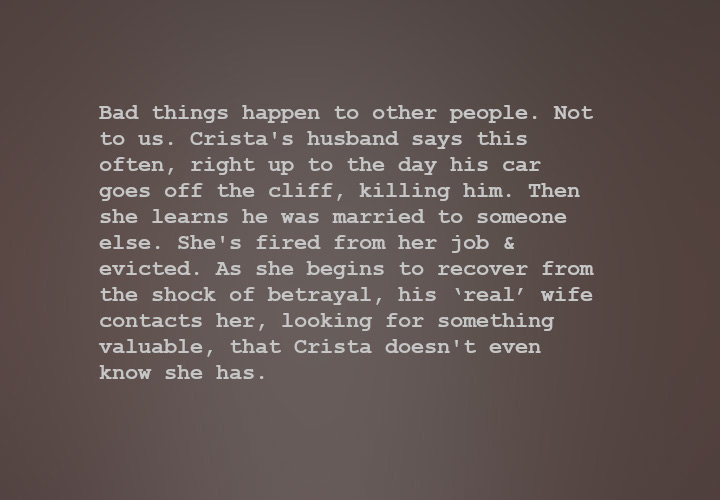 Bad things happen to other people. Not
to us. Crista's husband says this
often, right up to the day his car
goes off the cliff, killing him. Then
she learns he was married to someone
else. She's fired from her job &
evicted. As she begins to recover from
the shock of betrayal, his ‘real’ wife
contacts her, looking for something
valuable, that Crista doesn't even
know she has.